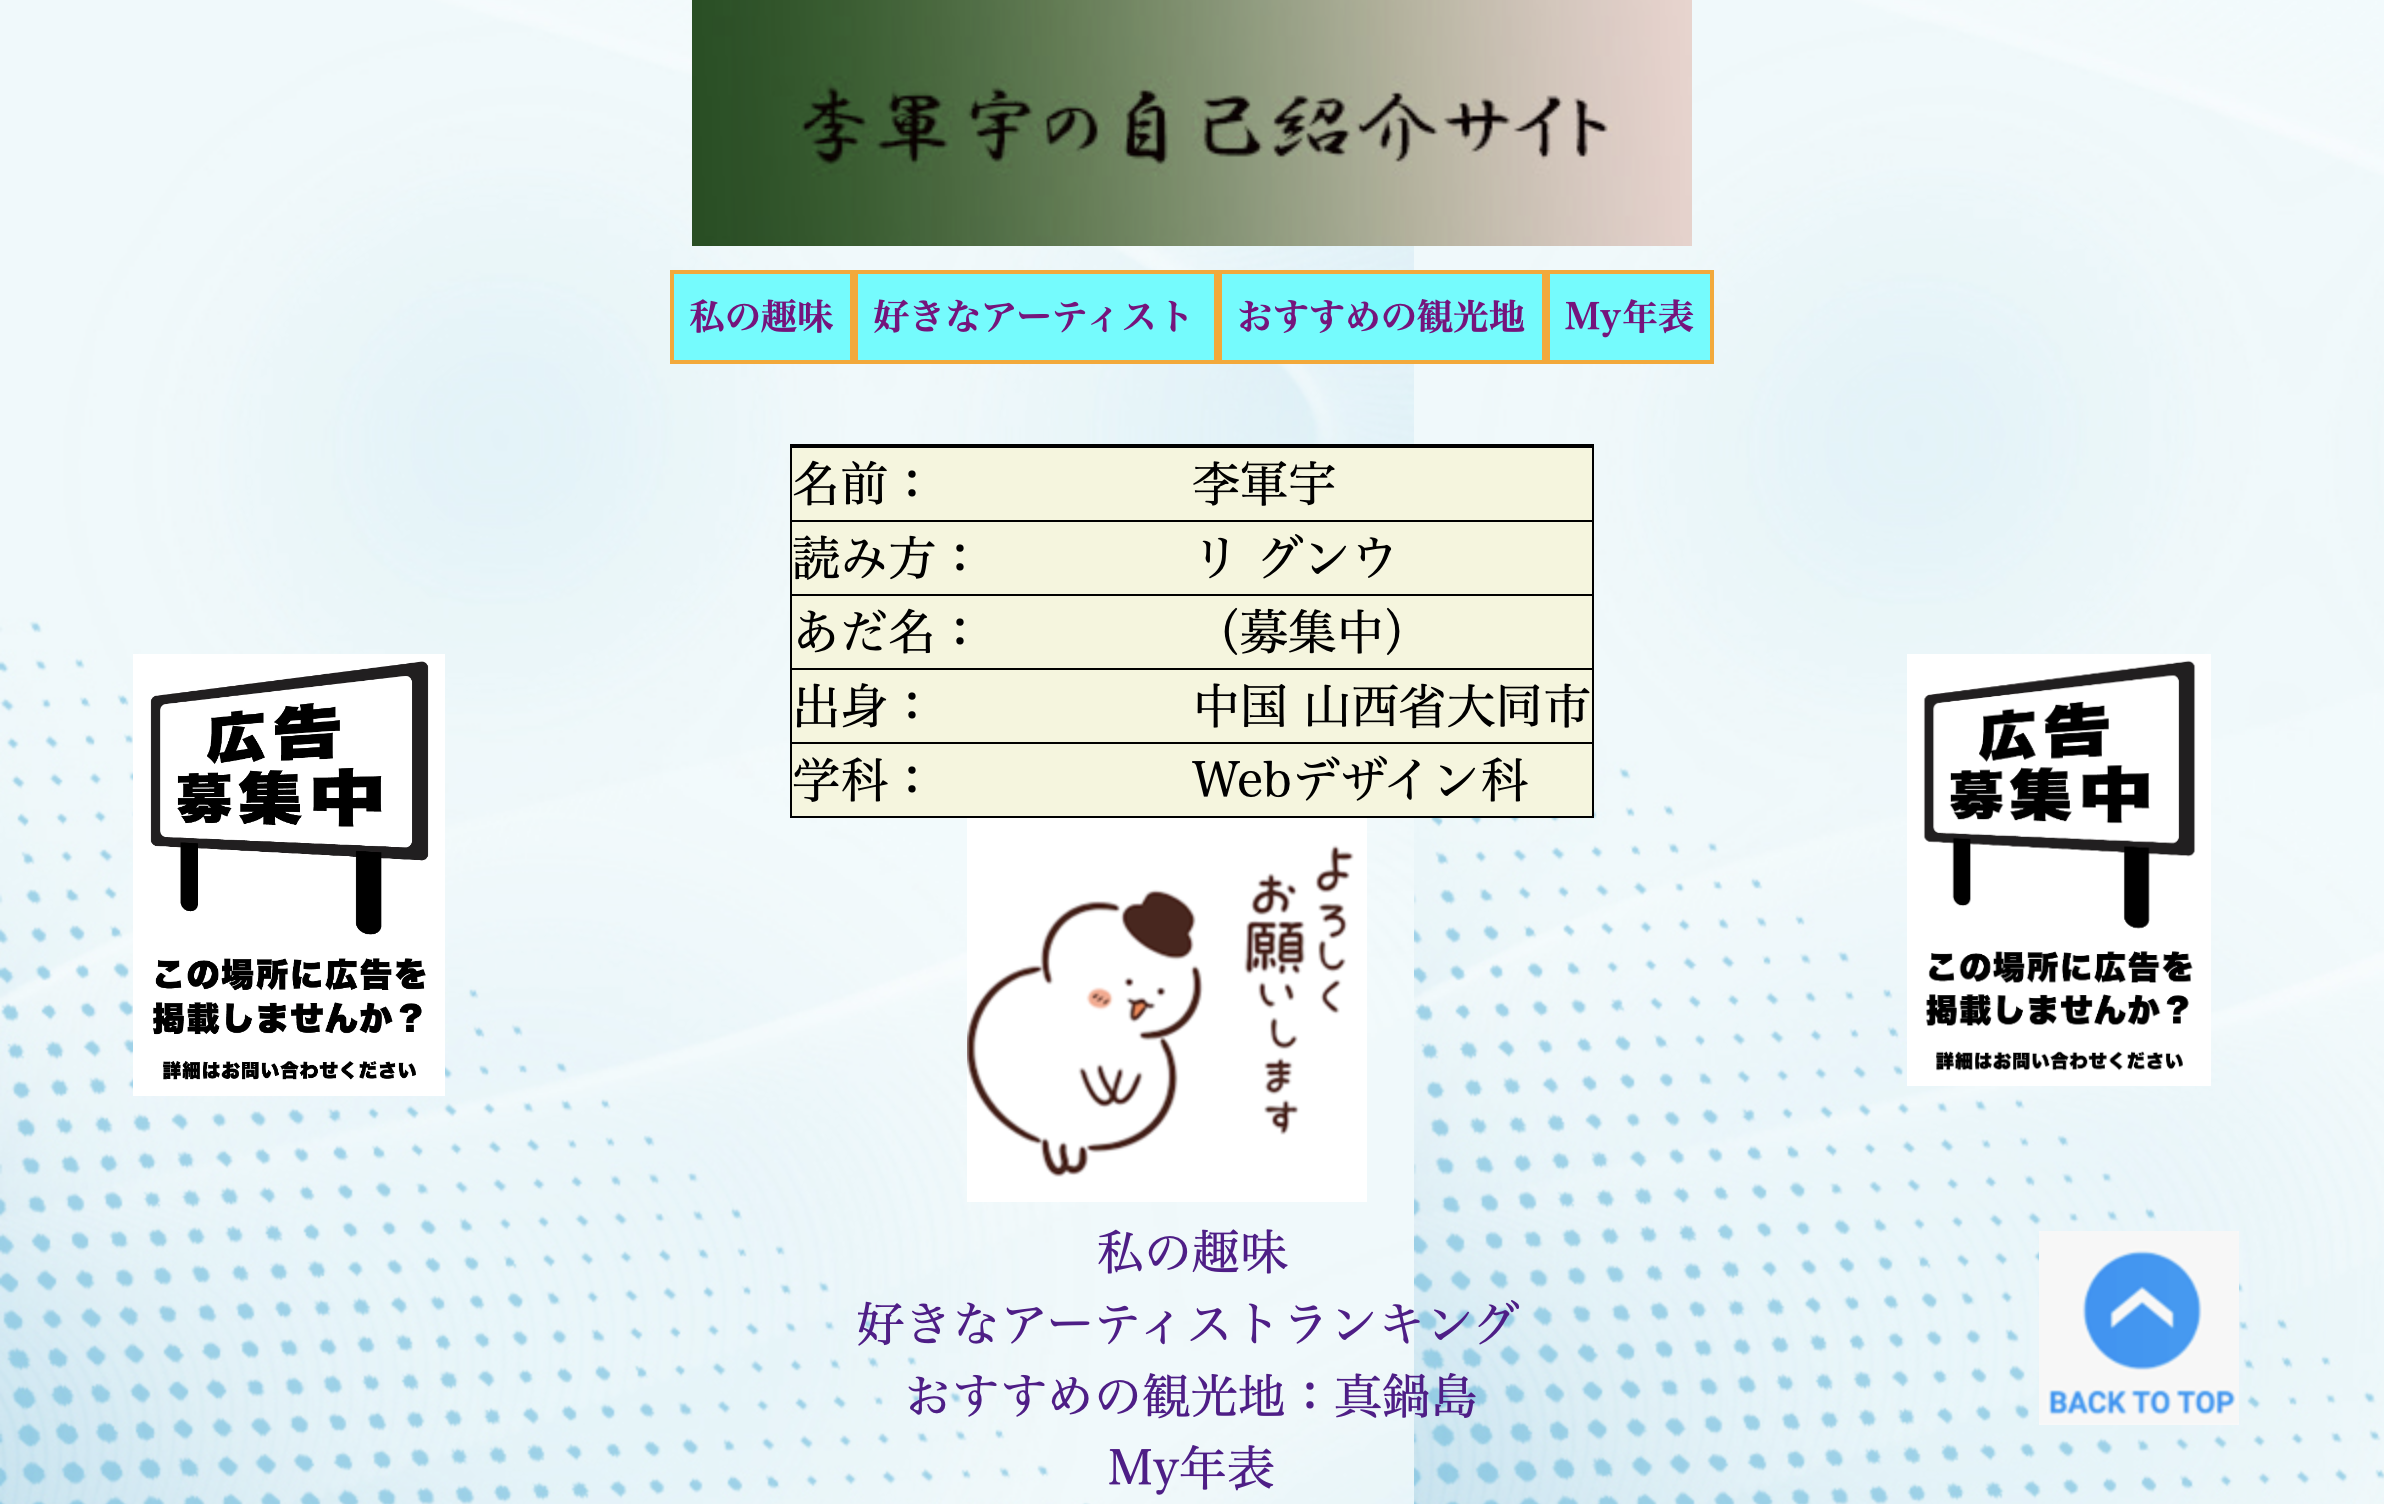 李軍宇の自己紹介サイト
私の趣味 好きなアーティスト おすすめの観光地 My年表
名前： 李軍宇
読み方： リ グンウ
あだ名： （募集中）
出身： 中国 山西省大同市
学科： Webデザイン科
広告
募集中
この場所に広告を
掲載しませんか？
詳細はお問い合わせください
よろしく
お願いします
広告
募集中
この場所に広告を
掲載しませんか？
詳細はお問い合わせください
私の趣味
好きなアーティストランキング
おすすめの観光地：真鍋島
My年表
BACK TO TOP